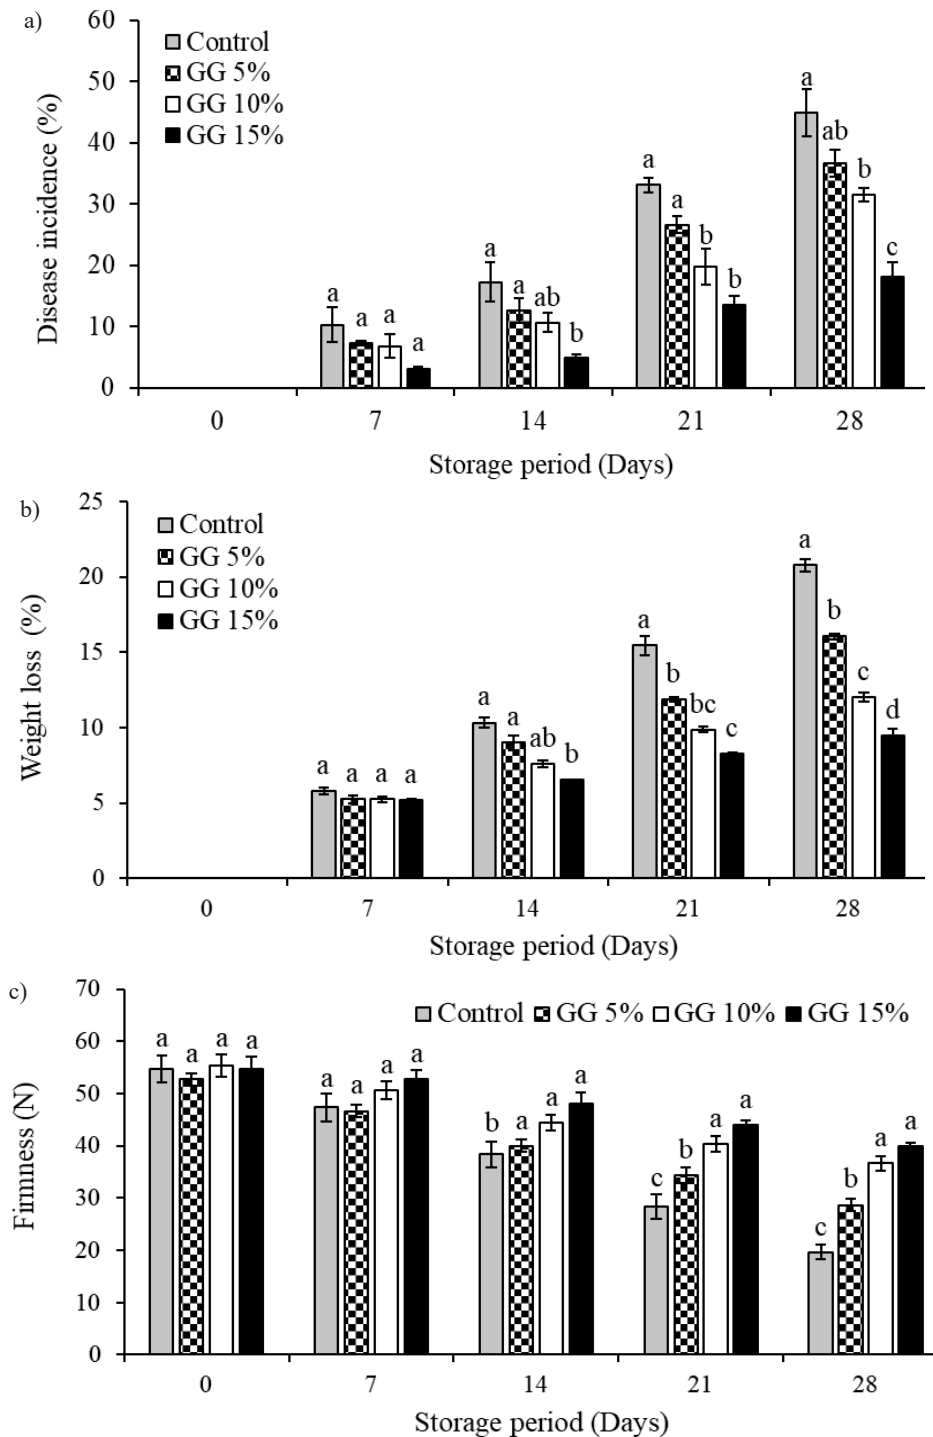 a)
60
50
40
30
20
10
0
Disease incidence (%)
Control
GG 5%
GG 10%
GG 15%
a a a a
a a ab b
a a b b
a ab b c
0 7 14 21 28
Storage period (Days)
b)
25
20
15
10
5
0
Weight loss (%)
Control
GG 5%
GG 10%
GG 15%
a a a a
a a ab b
a b bc c
a b c d
0 7 14 21 28
Storage period (Days)
c)
70
60
50
40
30
20
10
0
Firmness (N)
Control GG 5% GG 10% GG 15%
a a a a
a a a a
b a a a
c b a a
c b a a
0 7 14 21 28
Storage period (Days)